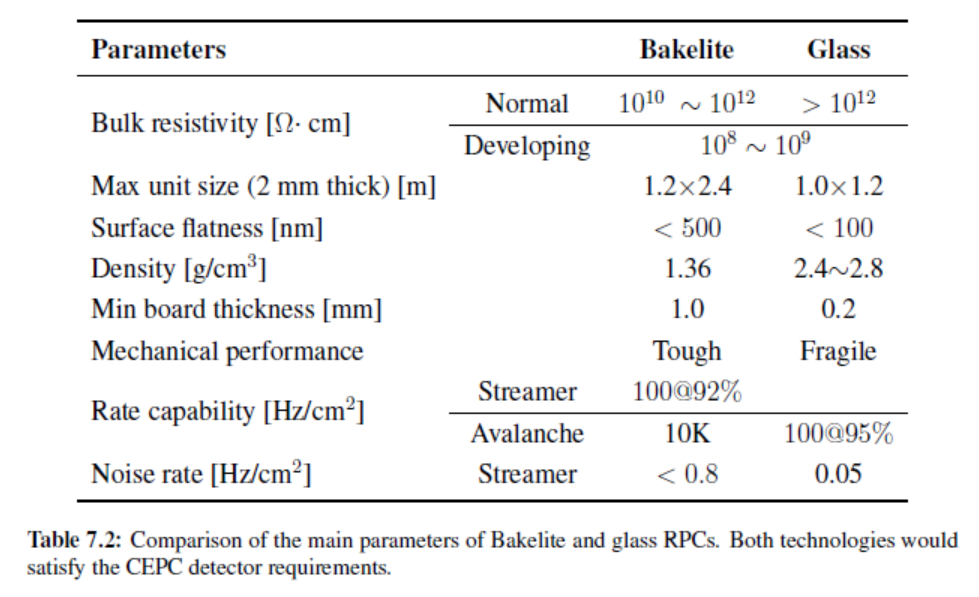 Parameters Bakelite Glass
Bulk resistivity [Ω· cm] Normal 10^10 ~ 10^12 > 10^12
Developing 10^8 ~ 10^9
Max unit size (2 mm thick) [m] 1.2×2.4 1.0×1.2
Surface flatness [nm] < 500 < 100
Density [g/cm^3] 1.36 2.4~2.8
Min board thickness [mm] 1.0 0.2
Mechanical performance Tough Fragile
Rate capability [Hz/cm^2] Streamer 100@92%
Avalanche 10K 100@95%
Noise rate [Hz/cm^2] Streamer < 0.8 0.05
Table 7.2: Comparison of the main parameters of Bakelite and glass RPCs. Both technologies would
satisfy the CEPC detector requirements.